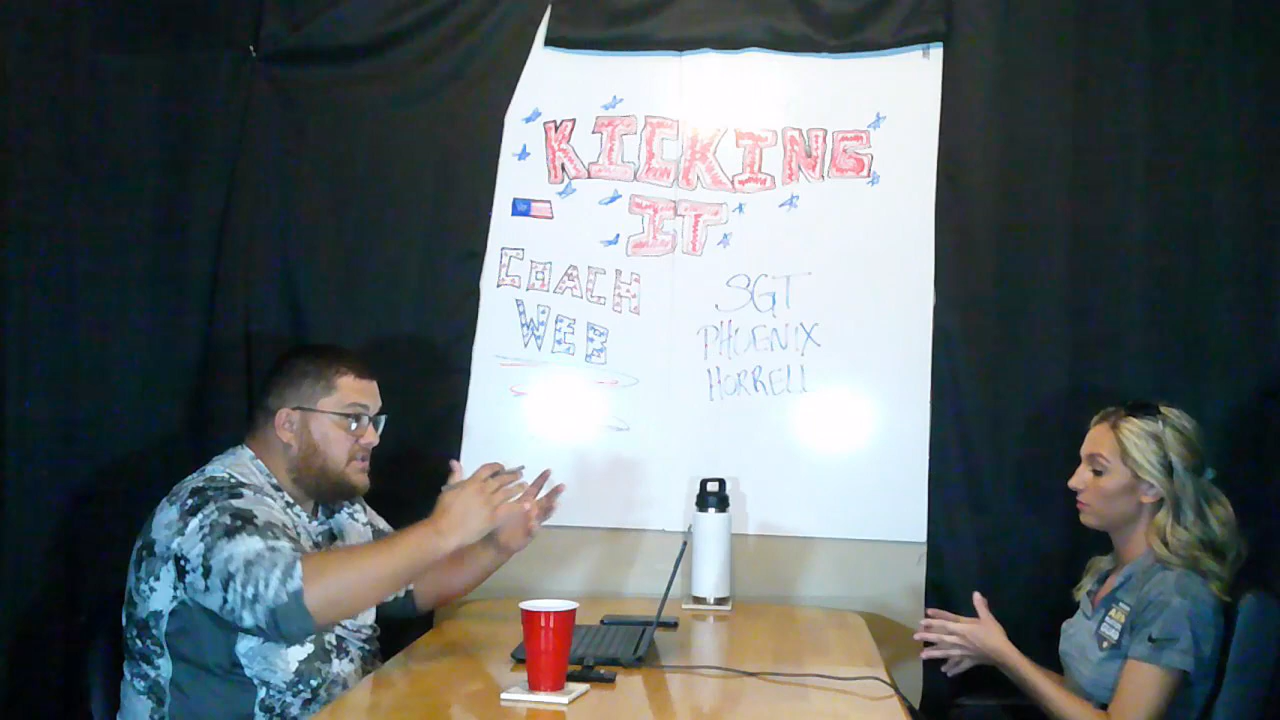 KICKING
IT
COACH
WEB
SGT
PHOENIX
HORRELL